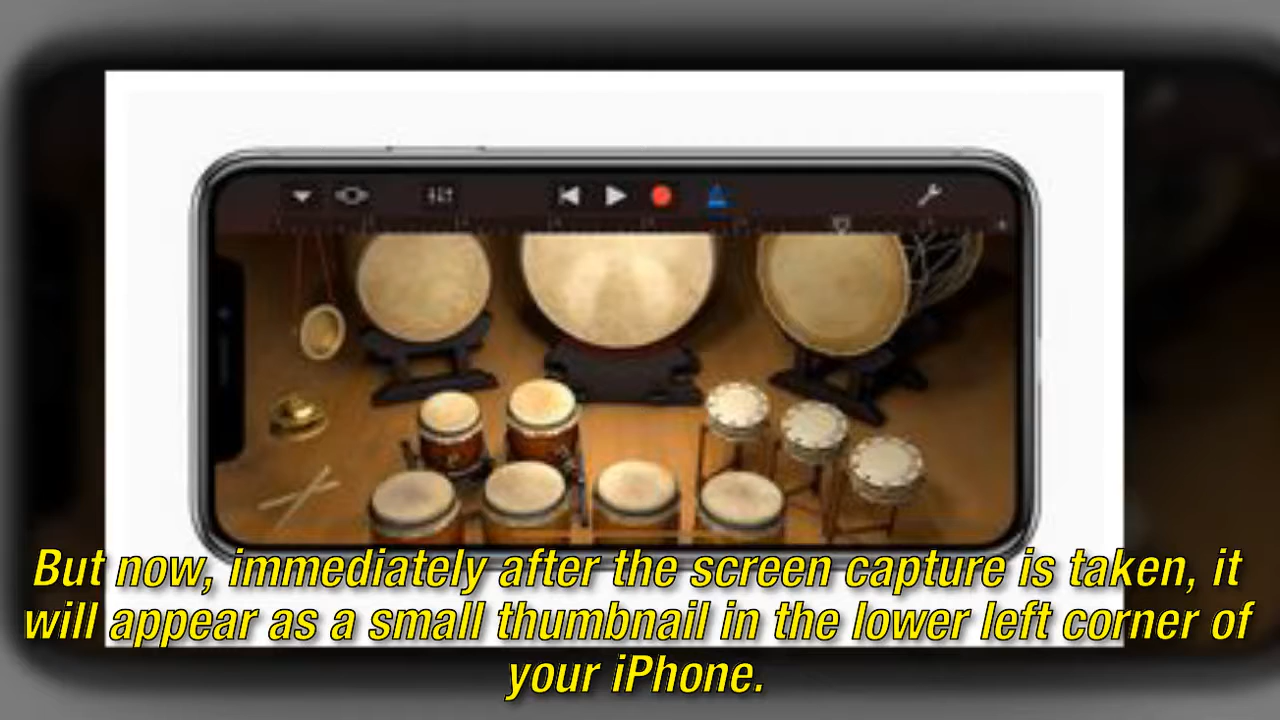 But now, immediately after the screen capture is taken, it
will appear as a small thumbnail in the lower left corner of
your iPhone.